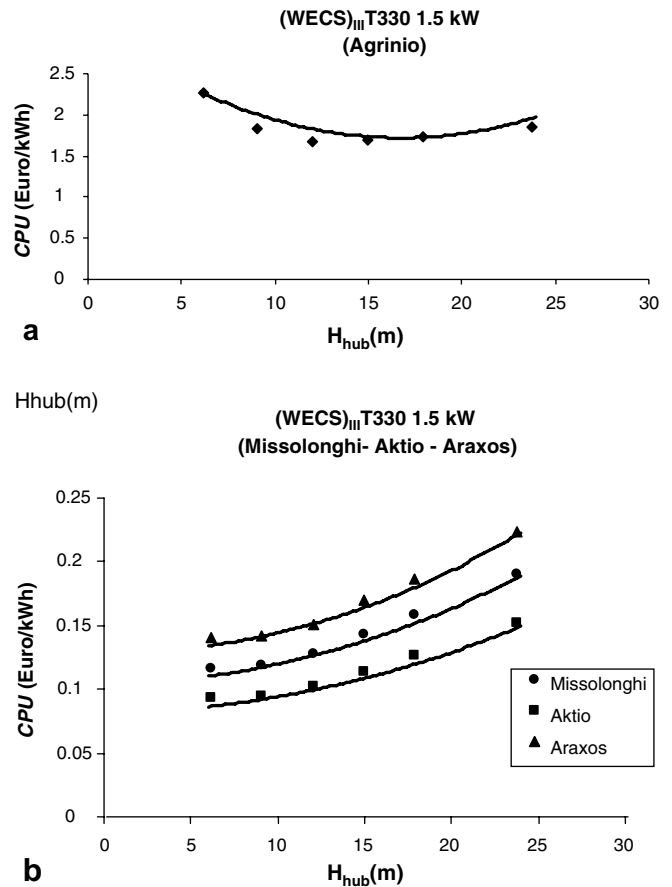 (WECS)IIIT330 1.5 kW
(Agrinio)
2.5
2
1.5
1
0.5
0
CPU (Euro/kWh)
0 5 10 15 20 25 30
a
Hhub(m)
Hhub(m)
(WECS)IIIT330 1.5 kW
(Missolonghi- Aktio - Araxos)
0.25
0.2
0.15
0.1
0.05
0
CPU (Euro/kWh)
Missolonghi
Aktio
Araxos
0 5 10 15 20 25 30
b
Hhub(m)